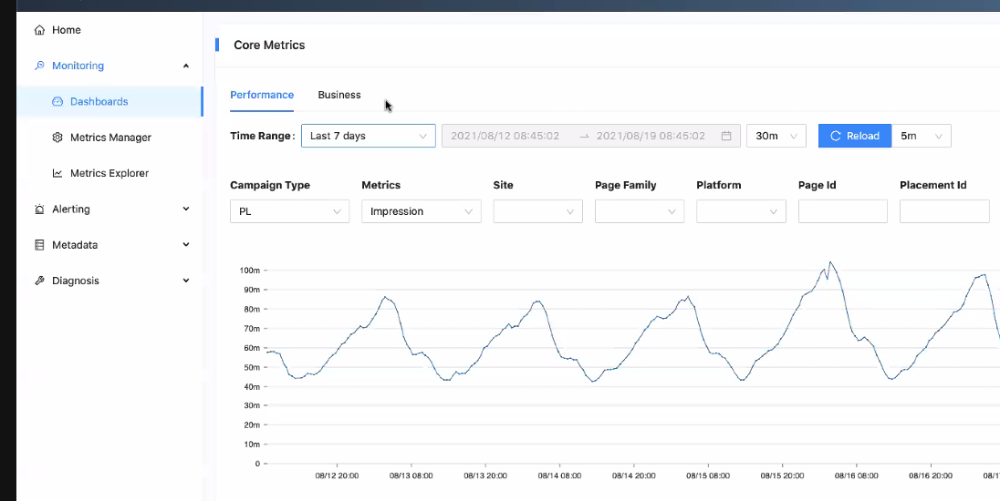 Home
Core Metrics
Monitoring
Performance Business
Dashboards
Time Range: Last 7 days 2021/08/12 08:45:02 → 2021/08/19 08:45:02 30m Reload 5m
Metrics Manager
Metrics Explorer
Campaign Type Metrics Site Page Family Platform Page Id Placement Id
Alerting
PL Impression
Metadata
Diagnosis
100m
90m
80m
70m
60m
50m
40m
30m
20m
10m
0
08/12 20:00 08/13 08:00 08/13 20:00 08/14 08:00 08/14 20:00 08/15 08:00 08/15 20:00 08/16 08:00 08/16 20:00 08/17